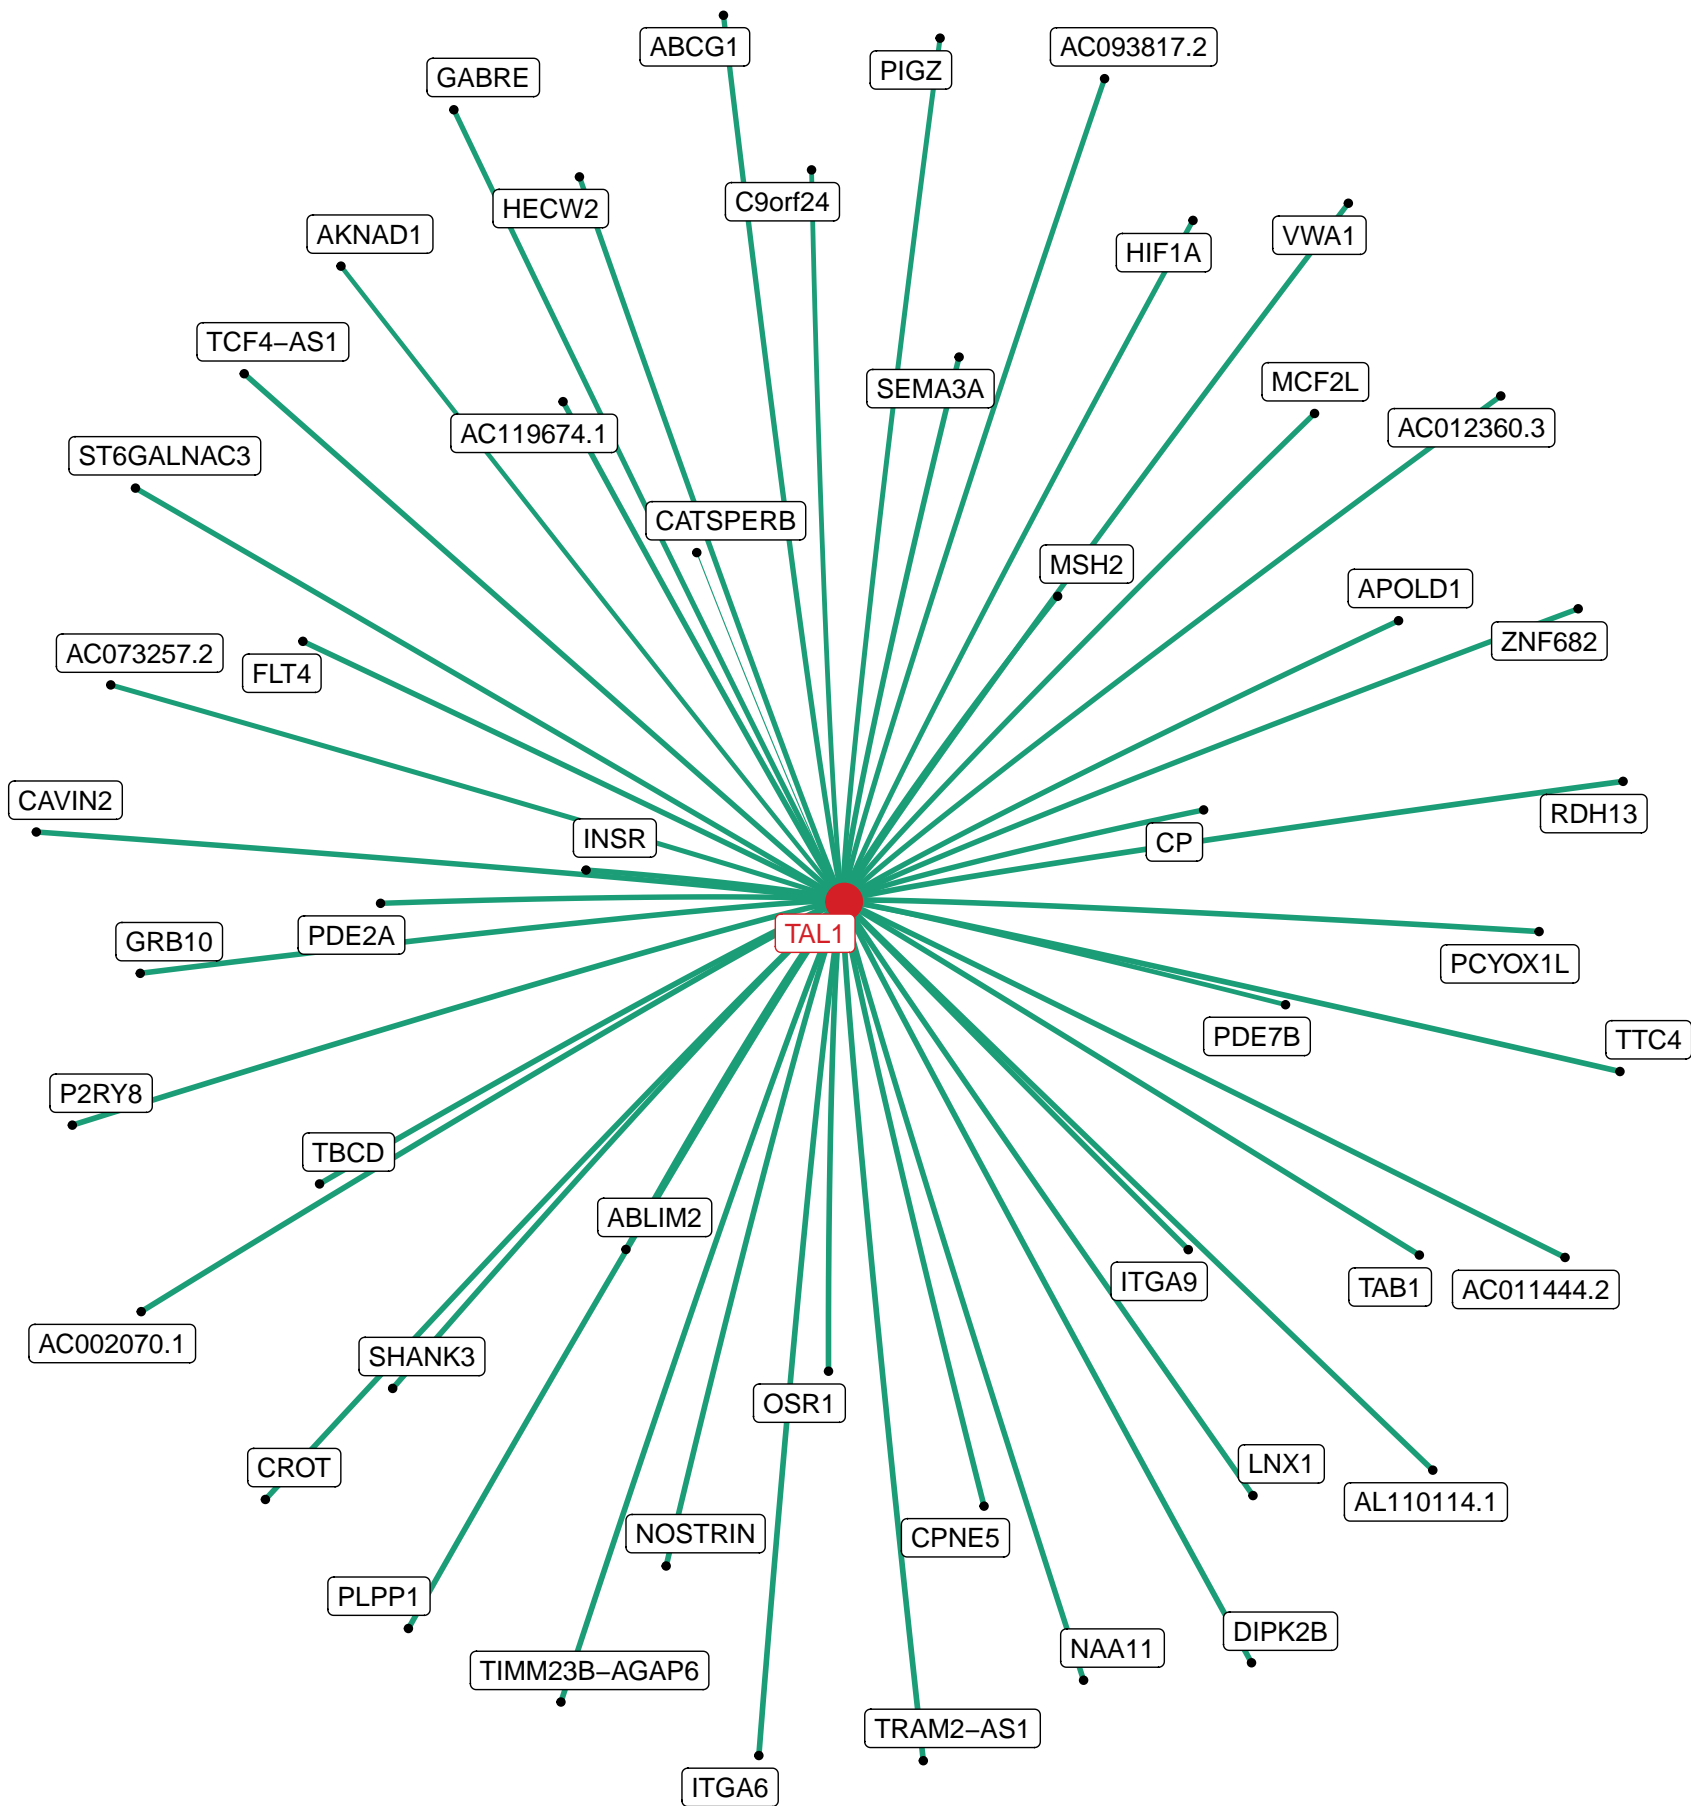 ABCG1
AC093817.2
PIGZ
GABRE
C9orf24
HECW2
AKNAD1
VWA1
HIF1A
TCF4−AS1
MCF2L
SEMA3A
AC012360.3
AC119674.1
ST6GALNAC3
CATSPERB
MSH2
APOLD1
ZNF682
AC073257.2
FLT4
CAVIN2
RDH13
INSR
CP
TAL1
PDE2A
GRB10
PCYOX1L
PDE7B
TTC4
P2RY8
TBCD
ABLIM2
ITGA9
TAB1
AC011444.2
AC002070.1
SHANK3
OSR1
LNX1
CROT
AL110114.1
NOSTRIN
CPNE5
PLPP1
DIPK2B
NAA11
TIMM23B−AGAP6
TRAM2−AS1
ITGA6